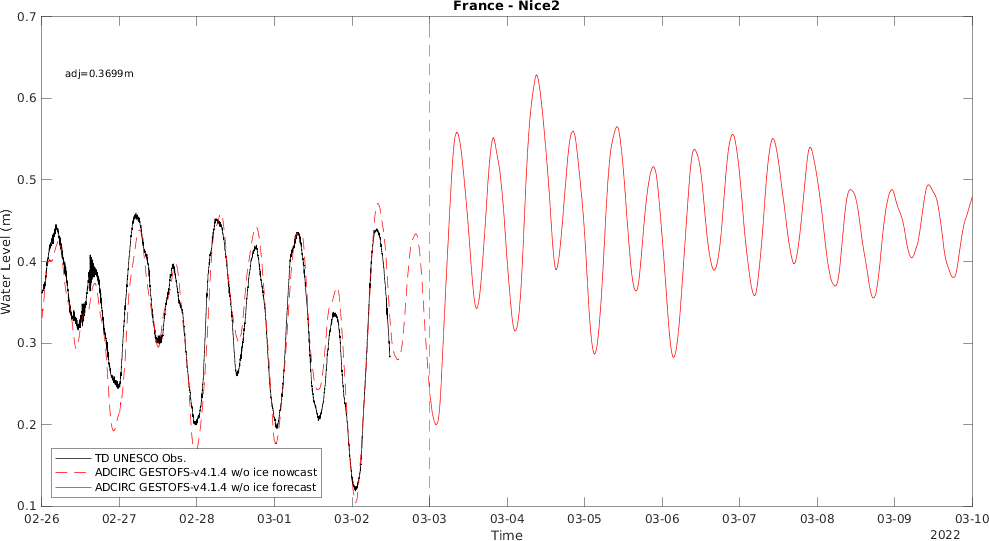 France - Nice2
adj=0.3699m
0.7
0.6
0.5
0.4
0.3
0.2
0.1
Water Level (m)
TD UNESCO Obs.
ADCIRC GESTOFS-v4.1.4 w/o ice nowcast
ADCIRC GESTOFS-v4.1.4 w/o ice forecast
02-26 02-27 02-28 03-01 03-02 03-03 03-04 03-05 03-06 03-07 03-08 03-09 03-10
Time
2022